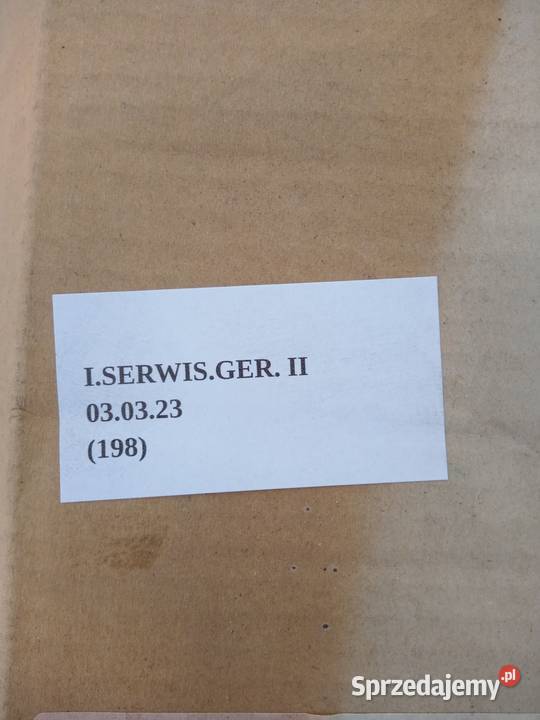 I.SERWIS.GER. II
03.03.23
(198)
Sprzedajemy.pl